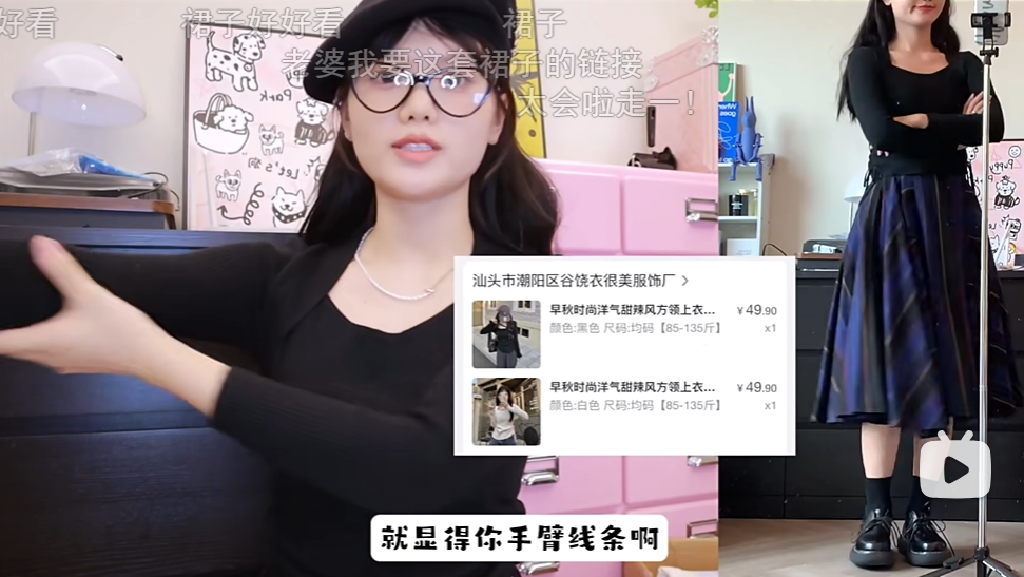 好看
裙子好好看
裙子
老婆我要这套裙子的链接
太会啦走一！
Park
Let's
汕头市潮阳区谷饶衣很美服饰厂 >
早秋时尚洋气甜辣风方领上衣...
￥49.90
颜色:黑色 尺码:均码【85-135斤】
x1
早秋时尚洋气甜辣风方领上衣...
￥49.90
颜色:白色 尺码:均码【85-135斤】
x1
就显得你手臂线条啊